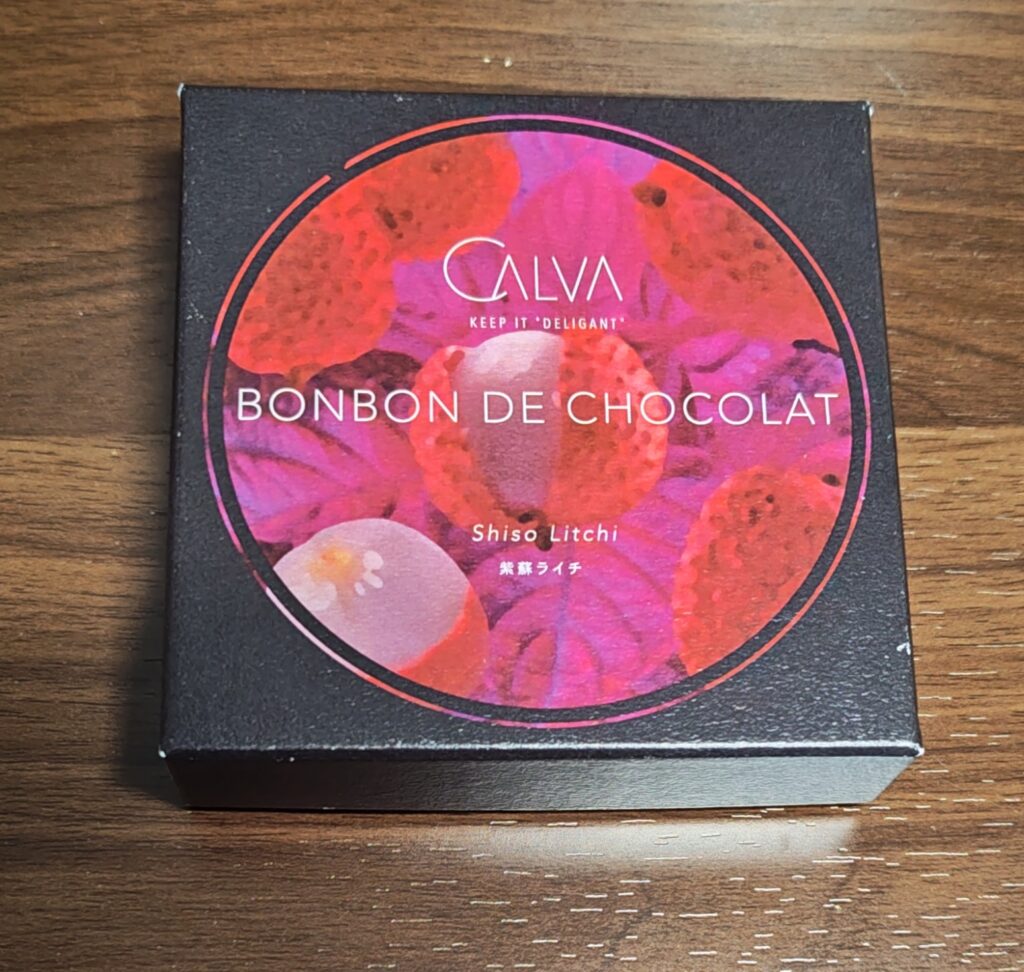 CALVA
KEEP IT "DELIGANT"
BONBON DE CHOCOLAT
Shiso Litchi
紫蘇ライチ